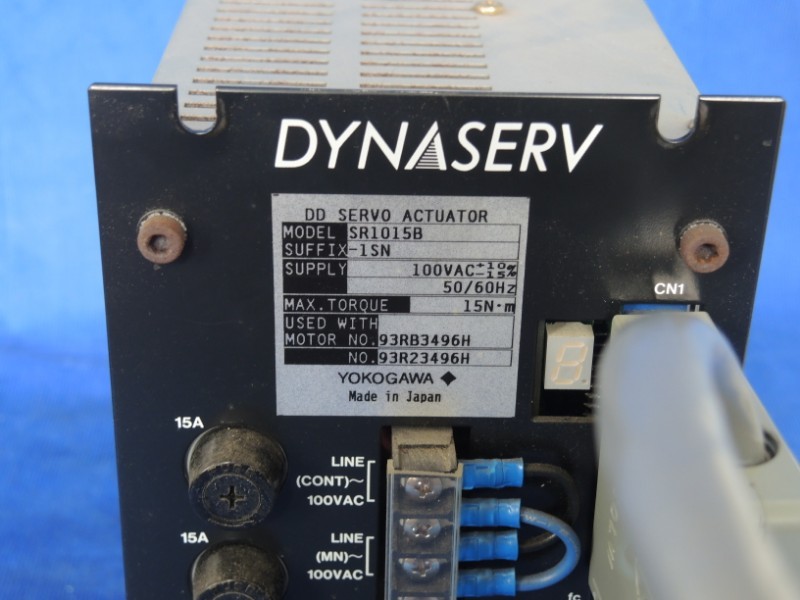 DYNASERV
DD SERVO ACTUATOR
MODEL SR1015B
SUFFIX -1SN
SUPPLY 100VAC +10 -15 %
50/60Hz
MAX.TORQUE 15N·m
USED WITH
MOTOR NO. 93RB3496H
NO. 93R23496H
YOKOGAWA
Made in Japan
CN1
15A
LINE
(CONT)~
100VAC
15A
LINE
(MN)~
100VAC
fc